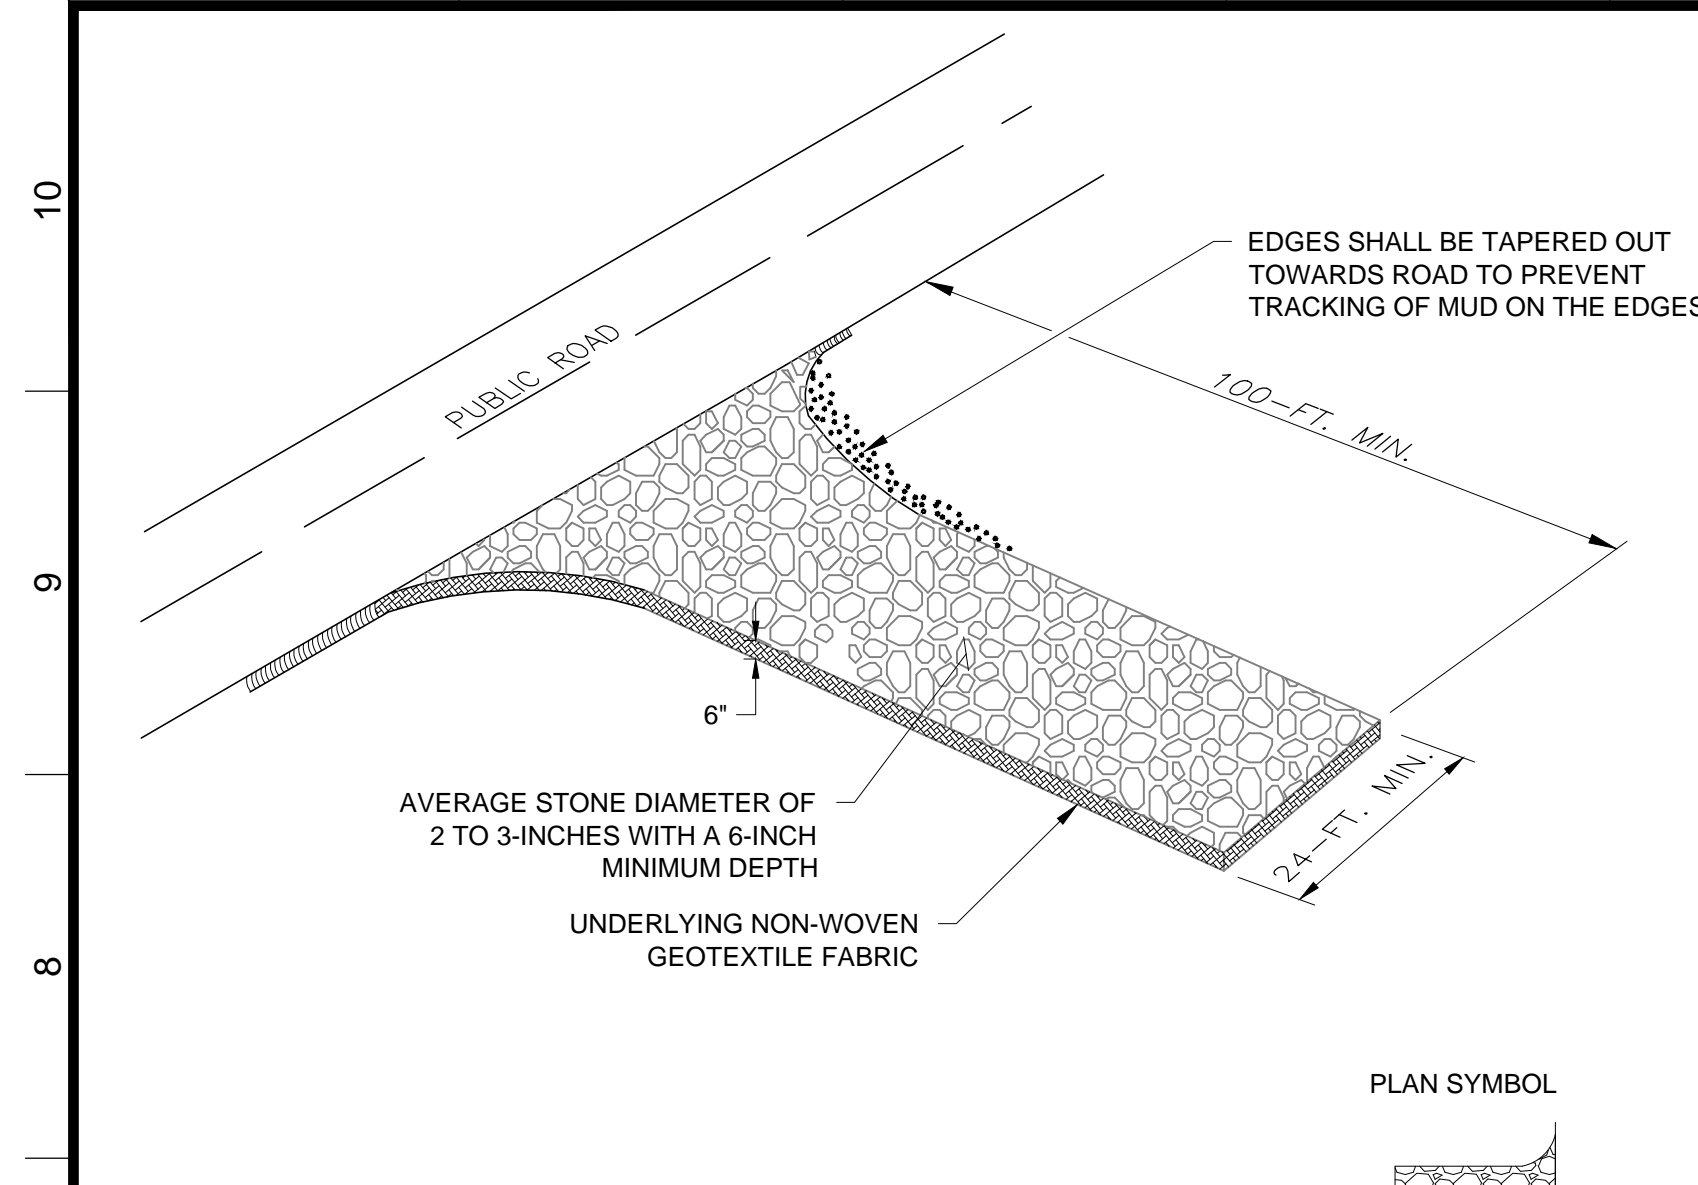 10
EDGES SHALL BE TAPERED OUT
TOWARDS ROAD TO PREVENT
TRACKING OF MUD ON THE EDGES
PUBLIC ROAD
100-FT. MIN.
9
6"
24-FT. MIN.
AVERAGE STONE DIAMETER OF
2 TO 3-INCHES WITH A 6-INCH
MINIMUM DEPTH
UNDERLYING NON-WOVEN
GEOTEXTILE FABRIC
8
PLAN SYMBOL